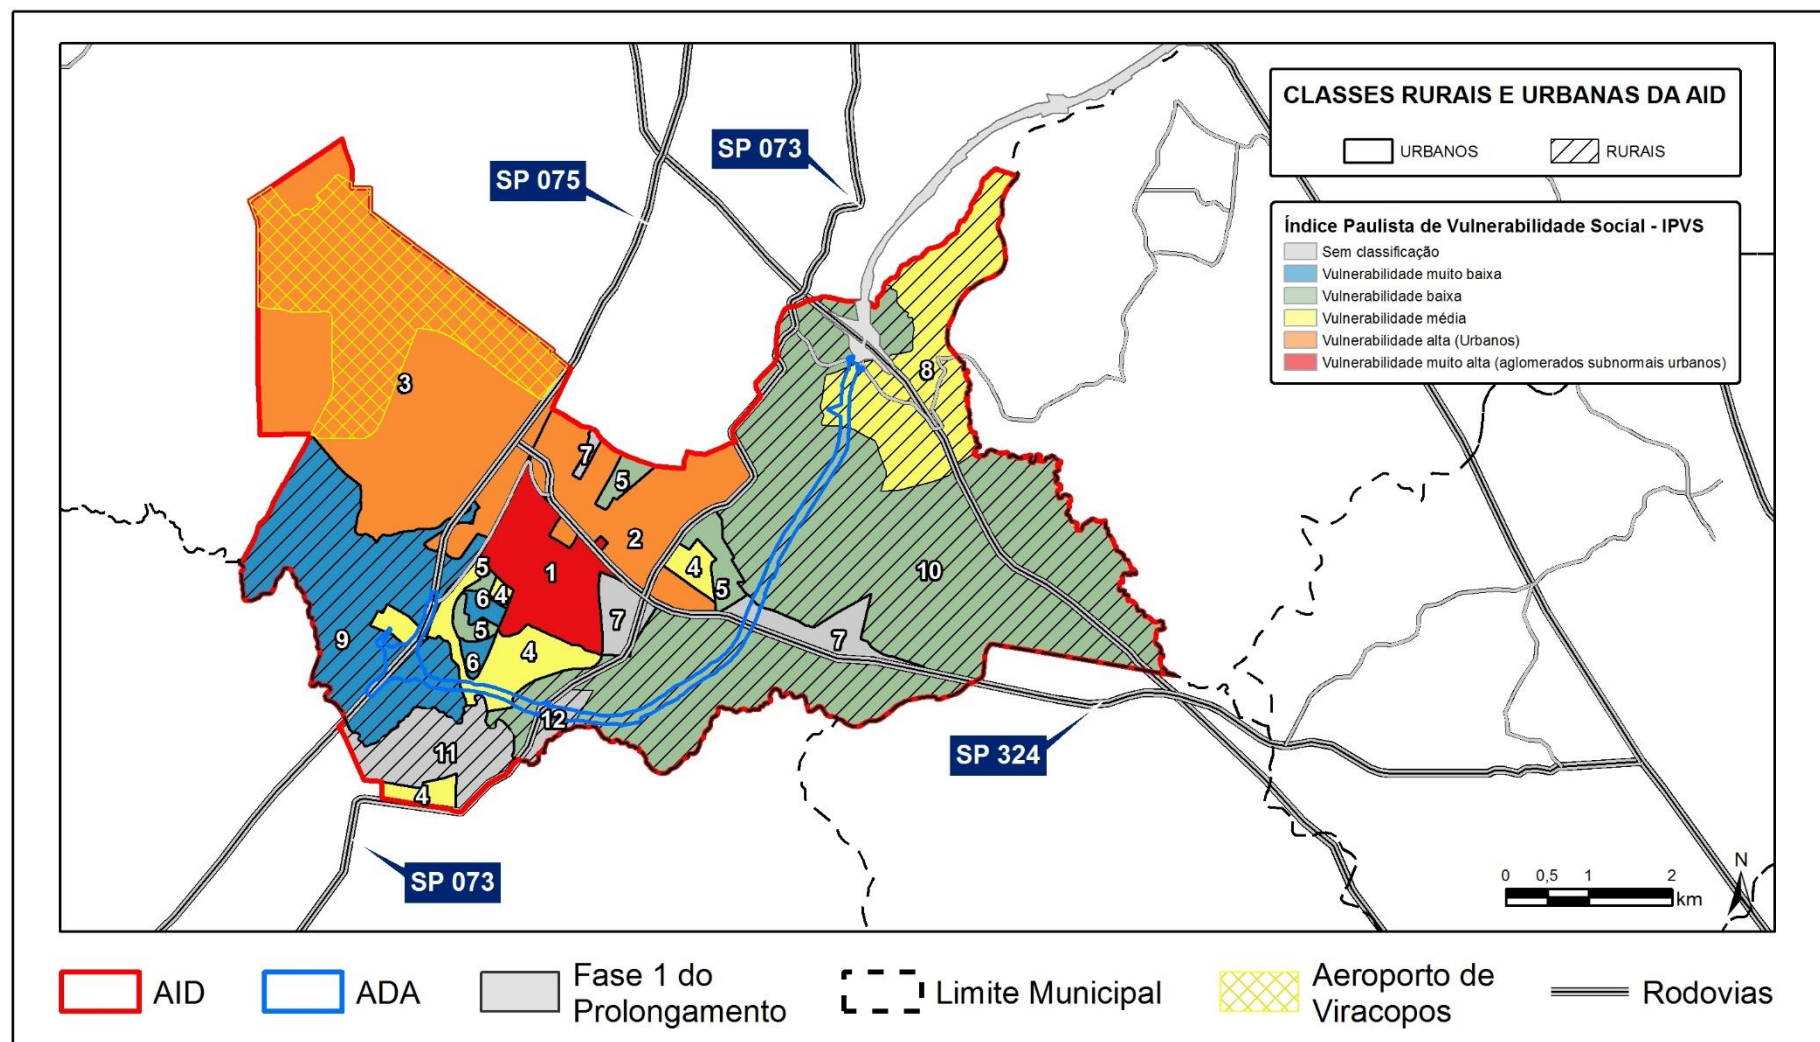 CLASSES RURAIS E URBANAS DA AID
URBANOS
RURAIS
Índice Paulista de Vulnerabilidade Social - IPVS
Sem classificação
Vulnerabilidade muito baixa
Vulnerabilidade baixa
Vulnerabilidade média
Vulnerabilidade alta (Urbanos)
Vulnerabilidade muito alta (aglomerados subnormais urbanos)
SP 073
SP 075
3
8
7
5
2
1
5
4
6
4
5
10
7
7
9
5
4
6
12
11
4
SP 324
SP 073
N
0 0,5 1 2
km
AID
ADA
Fase 1 do
Prolongamento
Limite Municipal
Aeroporto de
Viracopos
Rodovias